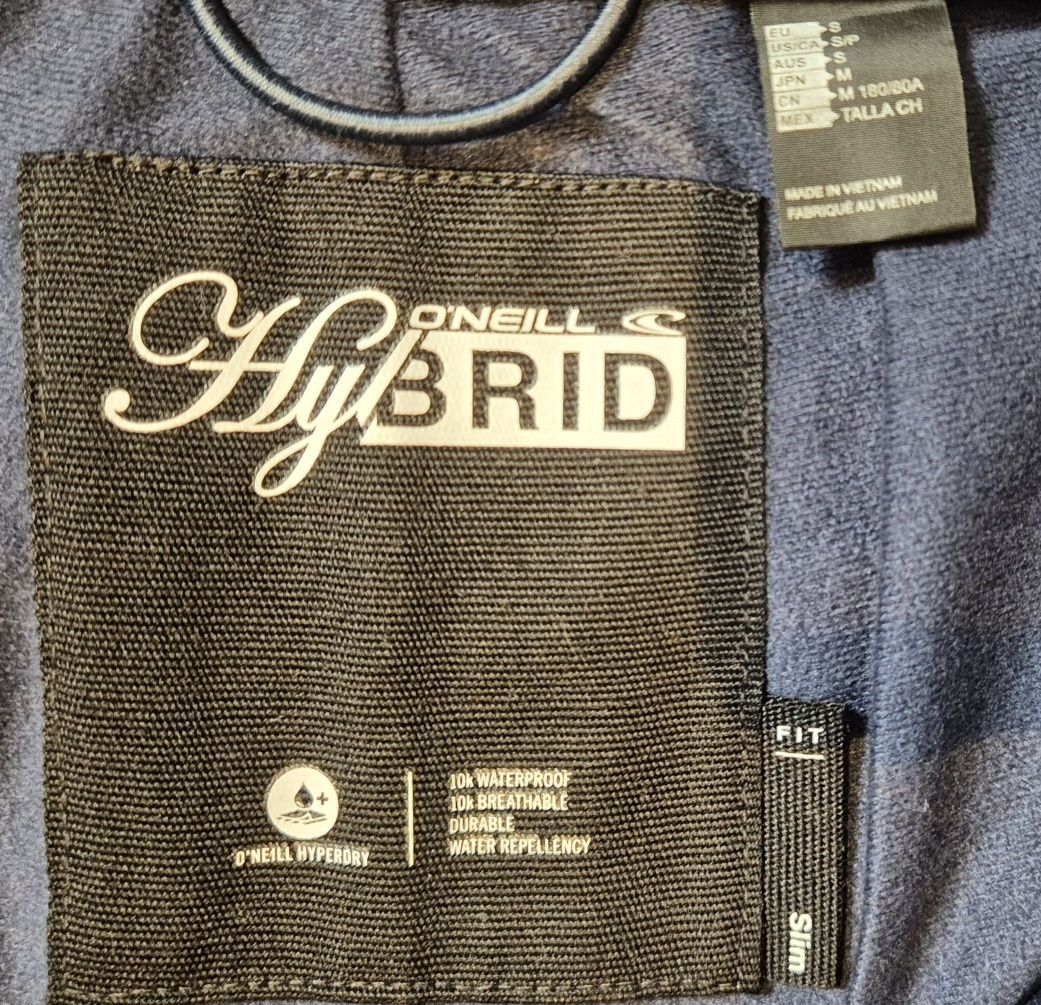 EU S
US/CA S/P
AUS S
JPN M
CN M 180/80A
MEX TALLA CH
MADE IN VIETNAM
FABRIQUÉ AU VIETNAM
O'NEILL
HyBRID
10k WATERPROOF
10k BREATHABLE
DURABLE
WATER REPELLENCY
O'NEILL HYPERDRY
FIT
Slim